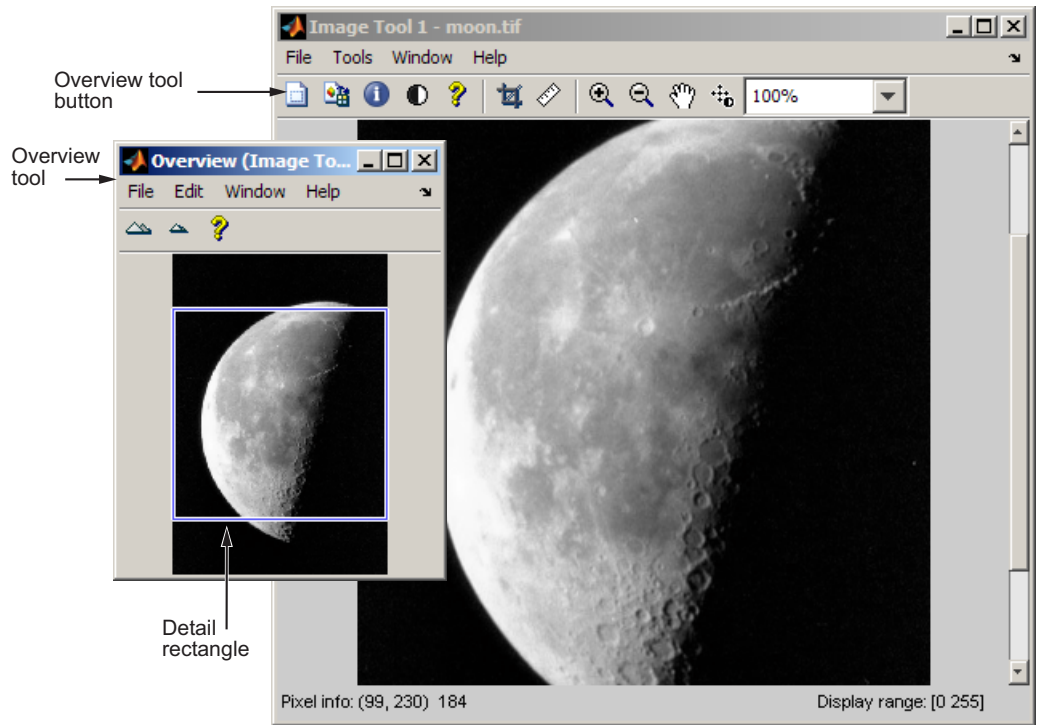 Image Tool 1 - moon.tif
File Tools Window Help
Overview tool
button
100%
Overview
tool
Overview (Image To...
File Edit Window Help
Detail
rectangle
Pixel info: (99, 230) 184
Display range: [0 255]